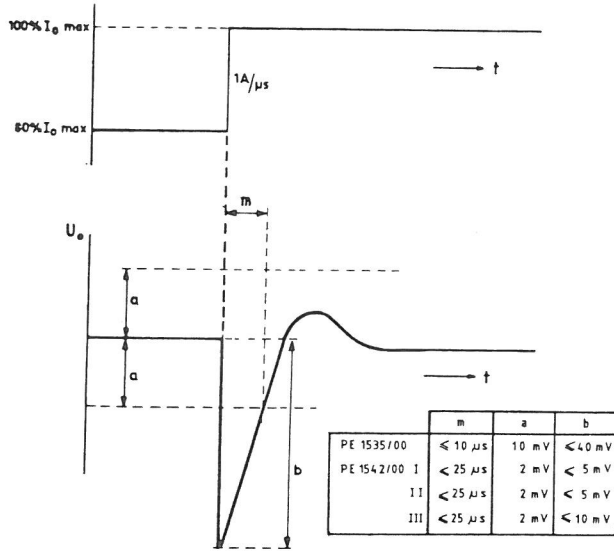 100% I₀ max
t
1A/µs
80% I₀ max
m
U₀
a
a
t
b
m a b
PE 1535/00 ⩽ 10 µs 10 mV ⩽ 40 mV
PE 1542/00 I ⩽ 25 µs 2 mV ⩽ 5 mV
II ⩽ 25 µs 2 mV ⩽ 5 mV
III ⩽ 25 µs 2 mV ⩽ 10 mV